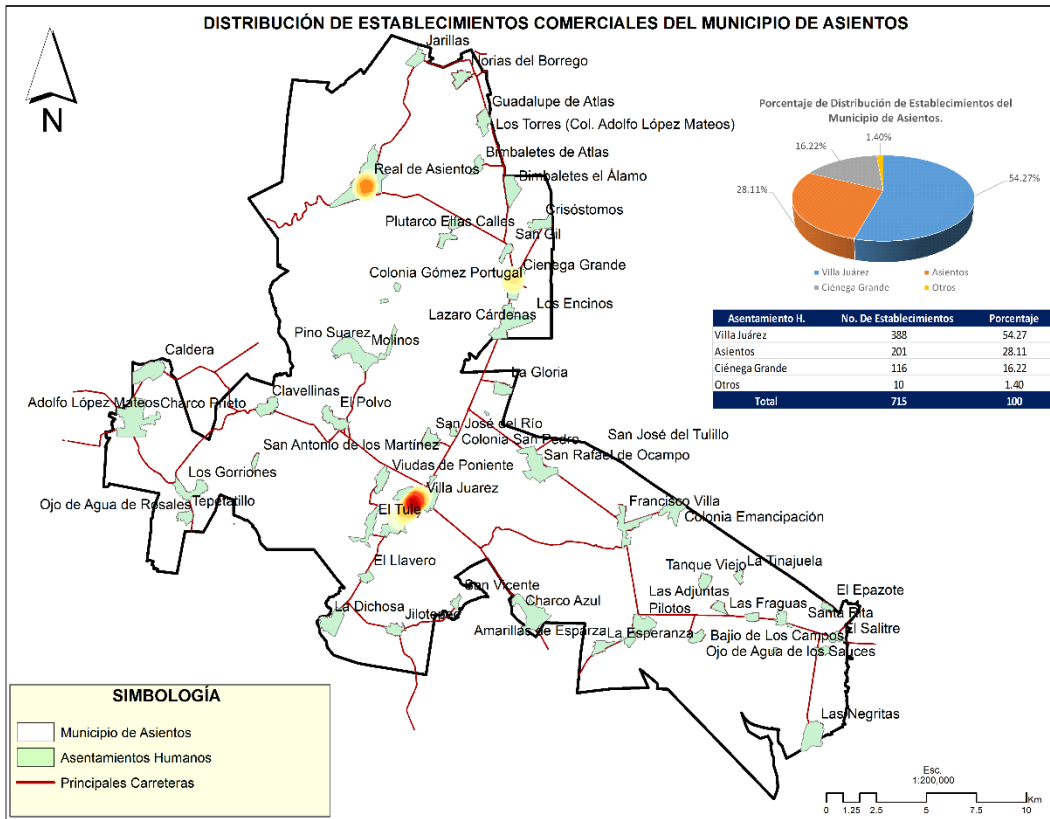 DISTRIBUCIÓN DE ESTABLECIMIENTOS COMERCIALES DEL MUNICIPIO DE ASIENTOS
N
Jarillas
Norias del Borrego
Guadalupe de Atlas
Los Torres (Col. Adolfo López Mateos)
Bimbaletes de Atlas
Real de Asientos
Bimbaletes el Álamo
Plutarco Elías Calles
Crisóstomos
San Gil
Cienega Grande
Colonia Gómez Portugal
Los Encinos
Lazaro Cárdenas
Pino Suarez
Molinos
Caldera
La Gloria
Adolfo López Mateos
Charco Prieto
Clavellinas
El Polvo
San José del Río
Colonia San Pedro
San José del Tulillo
San Antonio de los Martínez
San Rafael de Ocampo
Los Gorriones
Viudas de Poniente
Villa Juarez
Ojo de Agua de Rosales
Tepetatillo
El Tule
Francisco Villa
Colonia Emancipación
El Llavero
Tanque Viejo
La Tinajuela
San Vicente
La Dichosa
Jilotepec
Charco Azul
Las Adjuntas
Pilotos
Las Fraguas
El Epazote
Santa Rita
El Salitre
Amarillas de Esparza
La Esperanza
Bajio de Los Campos
Ojo de Agua de los Sauces
Las Negritas
Porcentaje de Distribución de Establecimientos del
Municipio de Asientos.
1.40%
16.22%
54.27%
28.11%
Villa Juárez
Asientos
Ciénega Grande
Otros
Asentamiento H. No. De Establecimientos Porcentaje
Villa Juárez 388 54.27
Asientos 201 28.11
Ciénega Grande 116 16.22
Otros 10 1.40
Total 715 100
SIMBOLOGÍA
Municipio de Asientos
Asentamientos Humanos
Principales Carreteras
Esc.
1:200,000
0 1.25 2.5 5 7.5 10 Km